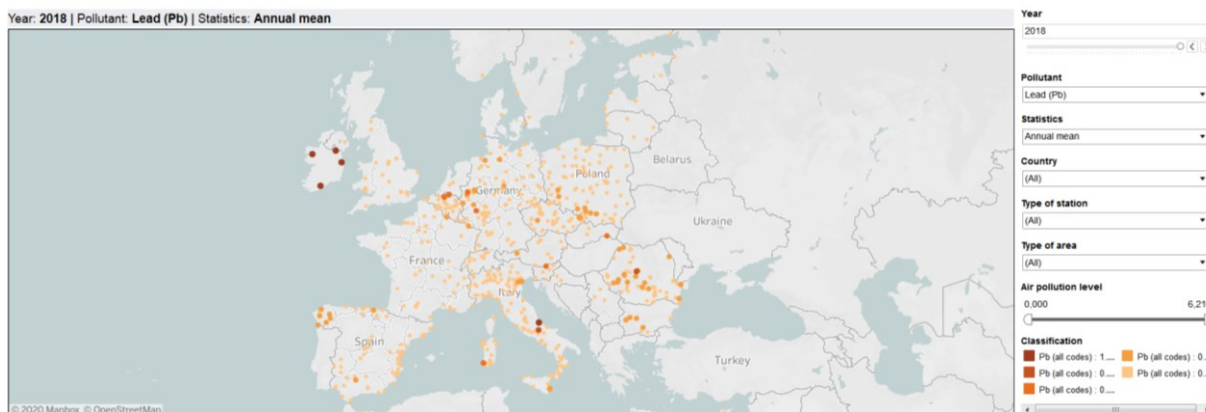 Year: 2018 | Pollutant: Lead (Pb) | Statistics: Annual mean
Belarus
Poland
Germany
Ukraine
France
Italy
Spain
Turkey
© 2020 Mapbox © OpenStreetMap
Year
2018
Pollutant
Lead (Pb)
Statistics
Annual mean
Country
(All)
Type of station
(All)
Type of area
(All)
Air pollution level
0,000 6,21
Classification
Pb (all codes) : 1.... Pb (all codes) : 0.
Pb (all codes) : 0.... Pb (all codes) : 0.
Pb (all codes) : 0....